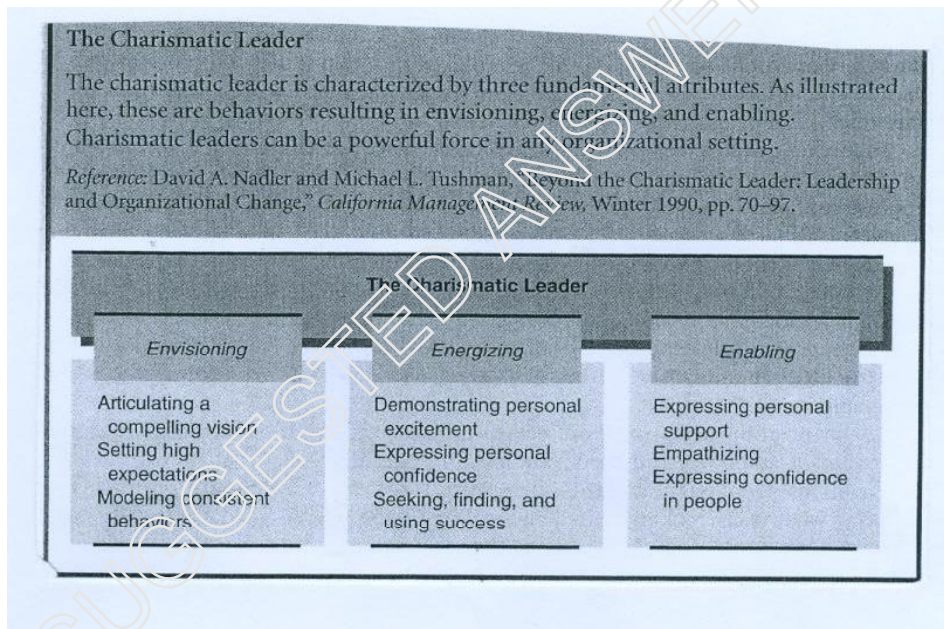 The Charismatic Leader
The charismatic leader is characterized by three fundamental attributes. As illustrated
here, these are behaviors resulting in envisioning, energizing, and enabling.
Charismatic leaders can be a powerful force in any organizational setting.
Reference: David A. Nadler and Michael L. Tushman, "Beyond the Charismatic Leader: Leadership
and Organizational Change," California Management Review, Winter 1990, pp. 70–97.
The Charismatic Leader
Envisioning
Articulating a
compelling vision
Setting high
expectations
Modeling consistent
behaviors
Energizing
Demonstrating personal
excitement
Expressing personal
confidence
Seeking, finding, and
using success
Enabling
Expressing personal
support
Empathizing
Expressing confidence
in people
SUGGESTED ANSWE